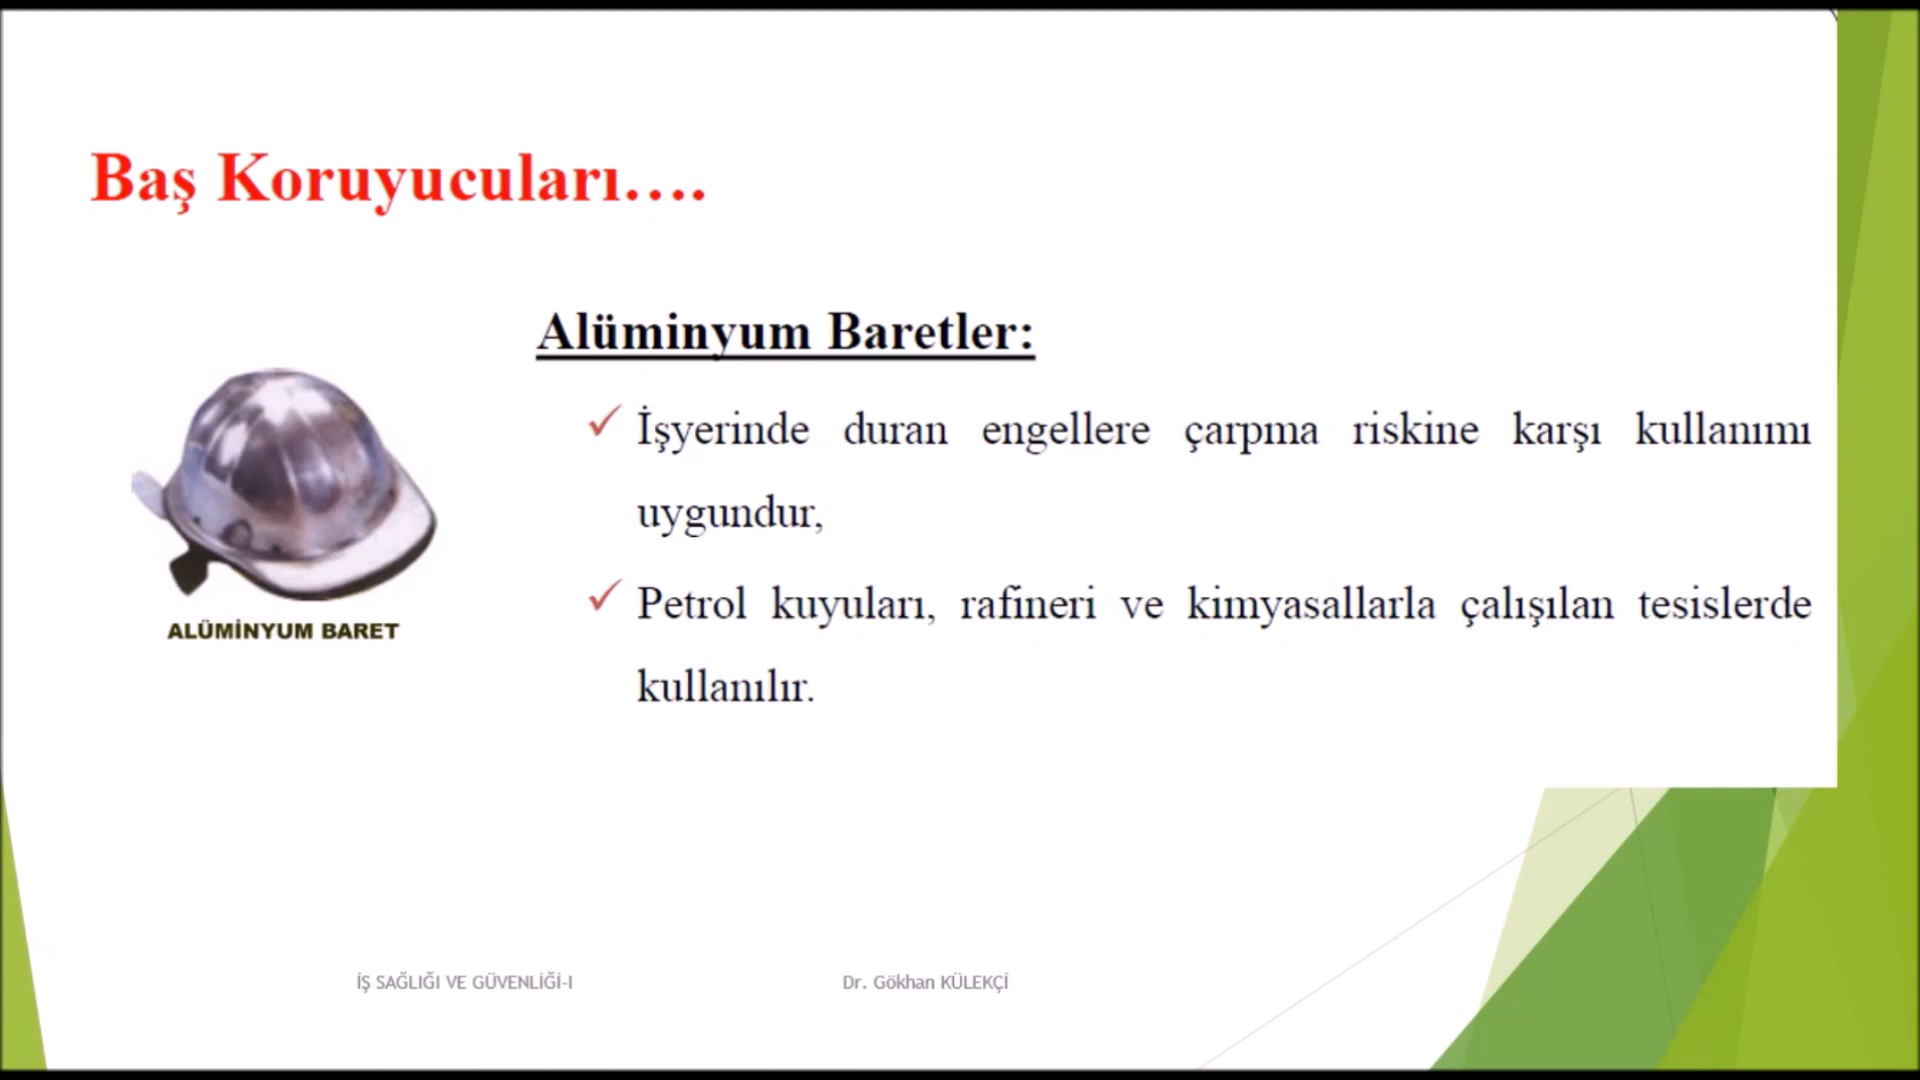 Baş Koruyucuları….
Alüminyum Baretler:
İşyerinde duran engellere çarpma riskine karşı kullanımı
uygundur,
Petrol kuyuları, rafineri ve kimyasallarla çalışılan tesislerde
kullanılır.
ALÜMİNYUM BARET
İŞ SAĞLIĞI VE GÜVENLİĞİ-I
Dr. Gökhan KÜLEKÇİ